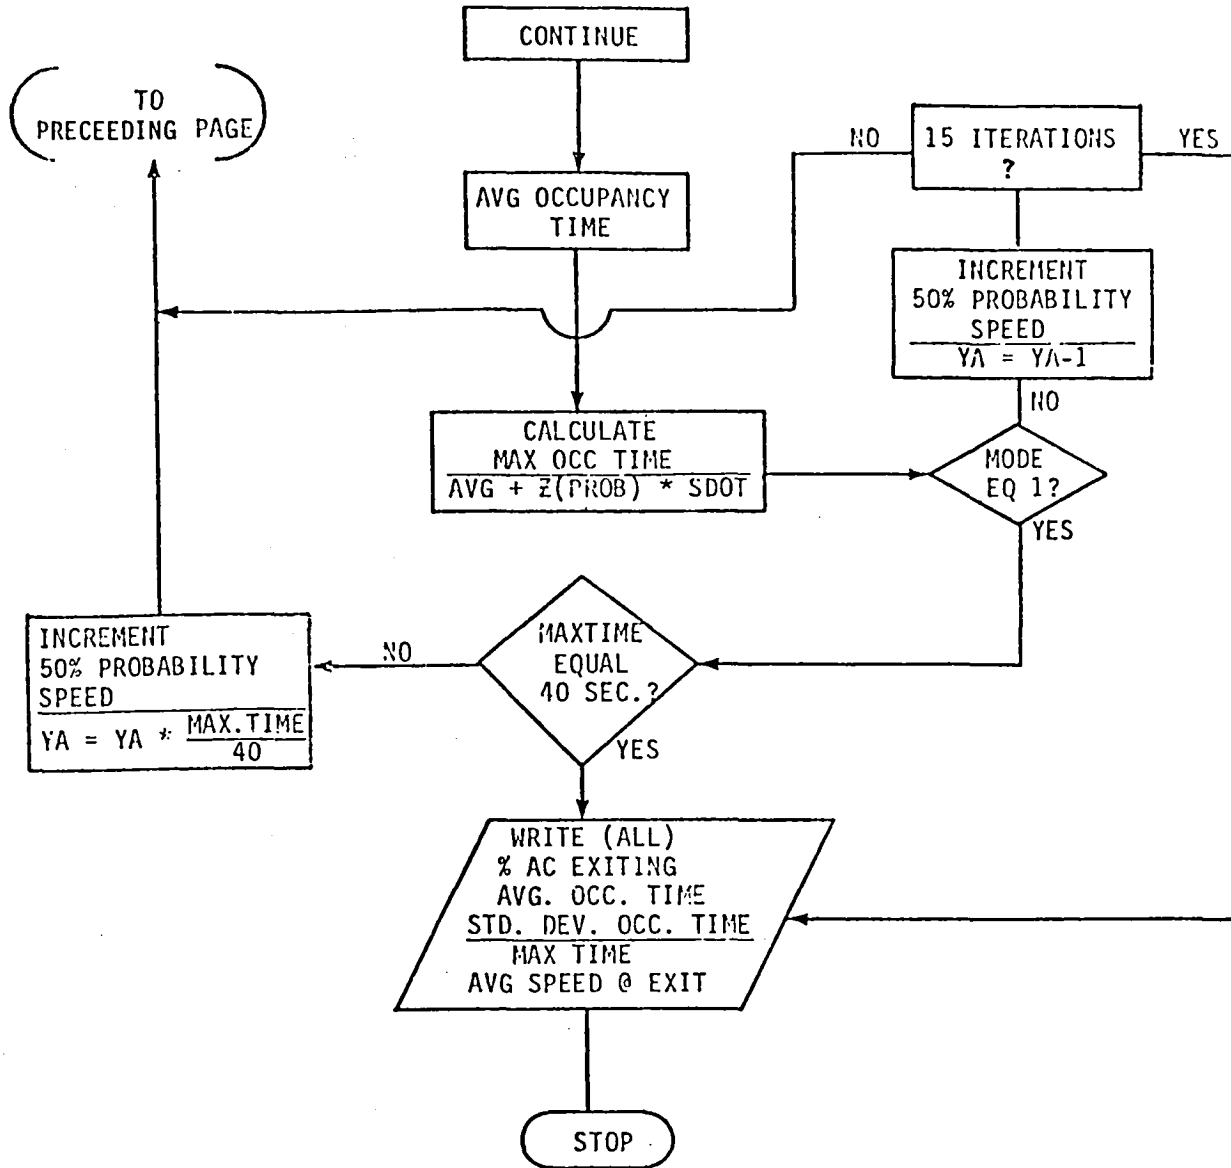 CONTINUE
TO
PRECEEDING PAGE
NO
15 ITERATIONS
?
YES
AVG OCCUPANCY
TIME
INCREMENT
50% PROBABILITY
SPEED
YA = YA-1
NO
CALCULATE
MAX OCC TIME
AVG + Z(PROB) * SDOT
MODE
EQ 1?
YES
MAXTIME
EQUAL
40 SEC.?
NO
INCREMENT
50% PROBABILITY
SPEED
YA = YA * MAX.TIME
40
YES
WRITE (ALL)
% AC EXITING
AVG. OCC. TIME
STD. DEV. OCC. TIME
MAX TIME
AVG SPEED @ EXIT
STOP